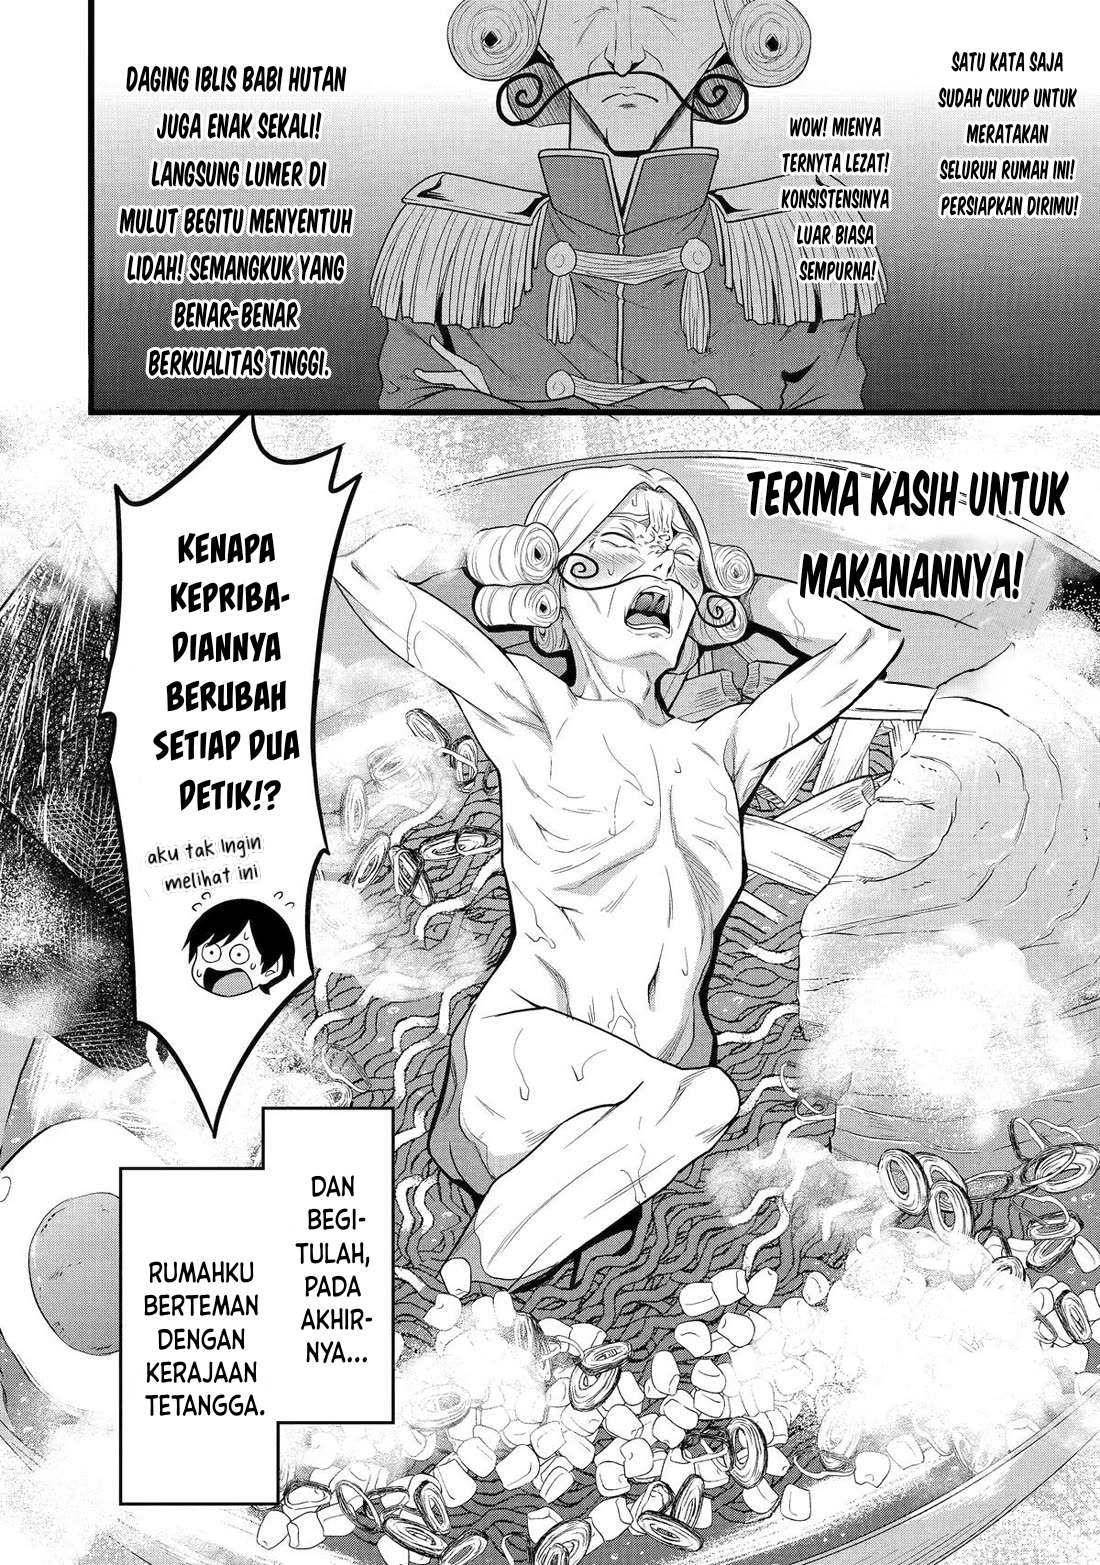 SATU KATA SAJA
SUDAH CUKUP UNTUK
MERATAKAN
SELURUH RUMAH INI!
PERSIAPKAN DIRIMU!
WOW! MIENYA
TERNYTA LEZAT!
KONSISTENSINYA
LUAR BIASA
SEMPURNA!
DAGING IBLIS BABI HUTAN
JUGA ENAK SEKALI!
LANGSUNG LUMER DI
MULUT BEGITU MENYENTUH
LIDAH! SEMANGKUK YANG
BENAR-BENAR
BERKUALITAS TINGGI.
TERIMA KASIH UNTUK
MAKANANNYA!
KENAPA
KEPRIBA-
DIANNYA
BERUBAH
SETIAP DUA
DETIK!?
aku tak Ingin
melihat ini
DAN
BEGI-
TULAH,
PADA
AKHIR-
NYA...
RUMAHKU
BERTEMAN
DENGAN
KERAJAAN
TETANGGA.